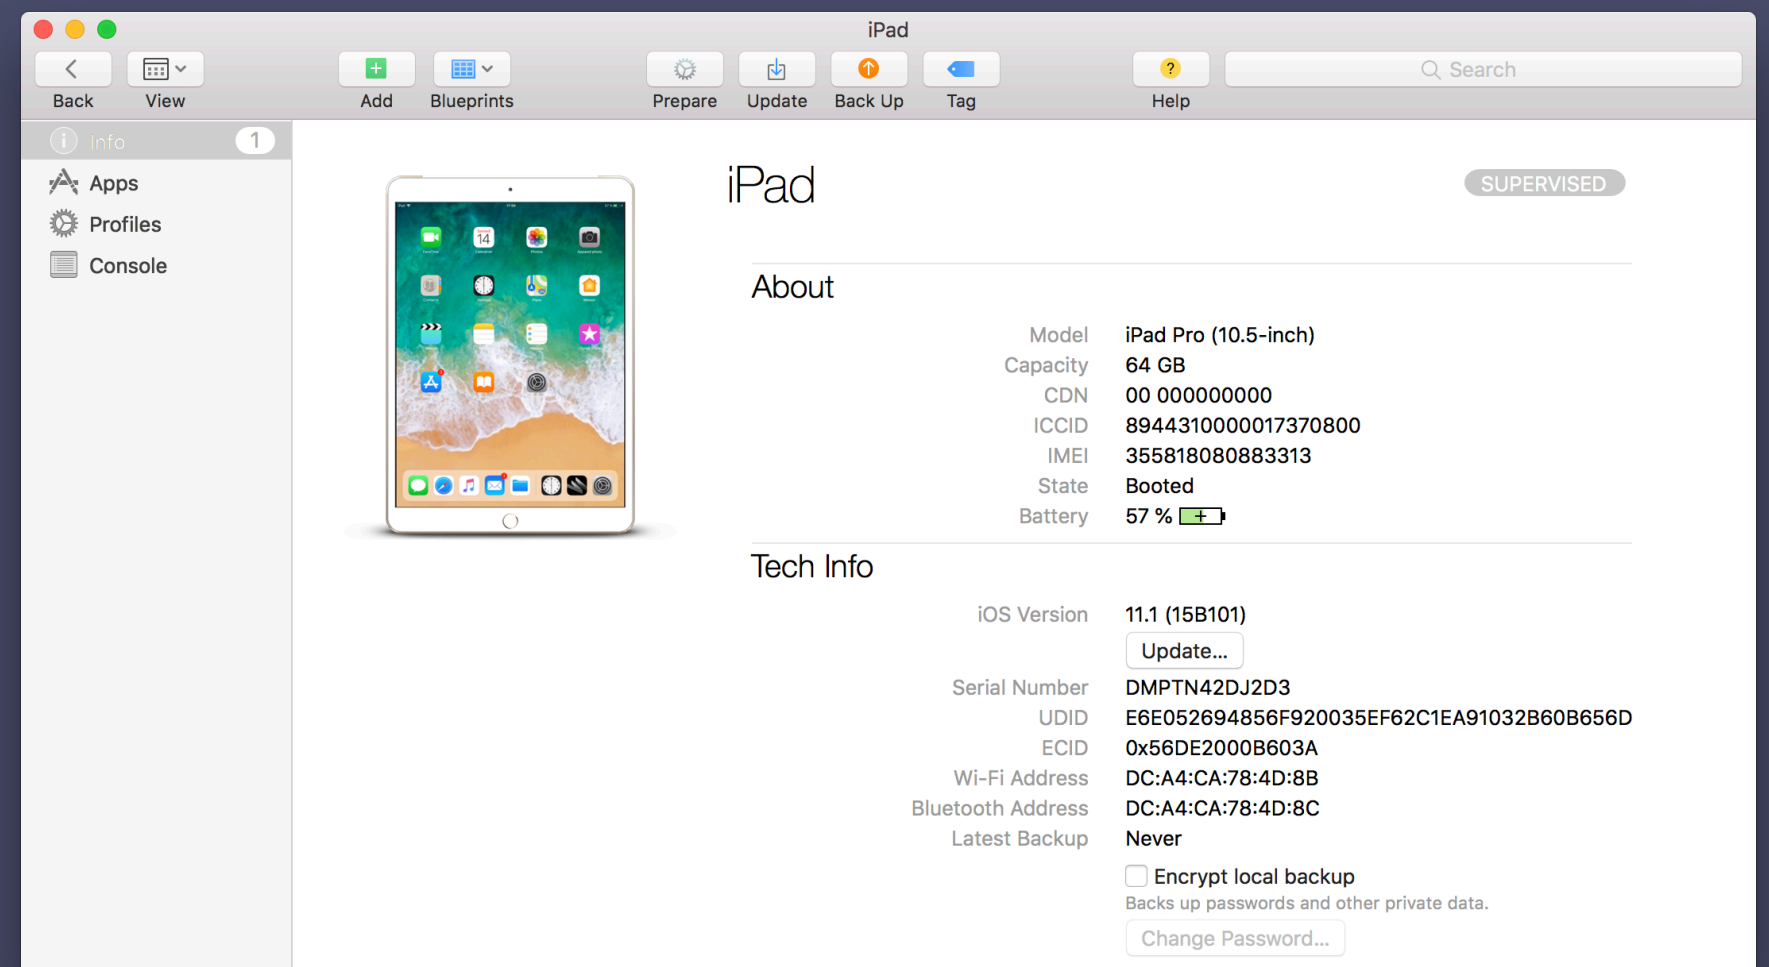 iPad
Back
View
Add
Blueprints
Prepare
Update
Back Up
Tag
? Help
Search
Info 1
Apps
Profiles
Console
14
iPad
SUPERVISED
About
Model iPad Pro (10.5-inch)
Capacity 64 GB
CDN 00 000000000
ICCID 8944310000017370800
IMEI 355818080883313
State Booted
Battery 57 %
Tech Info
iOS Version 11.1 (15B101)
Update...
Serial Number DMPTN42DJ2D3
UDID E6E052694856F920035EF62C1EA91032B60B656D
ECID 0x56DE2000B603A
Wi-Fi Address DC:A4:CA:78:4D:8B
Bluetooth Address DC:A4:CA:78:4D:8C
Latest Backup Never
Encrypt local backup
Backs up passwords and other private data.
Change Password...